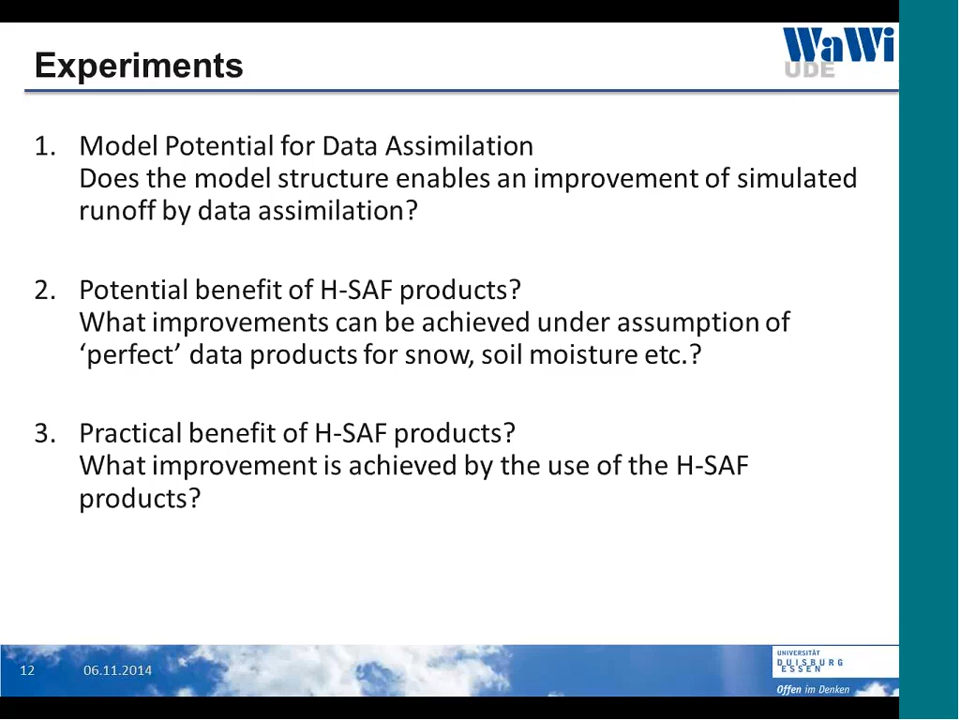 Experiments
WaWi
UDE
1. Model Potential for Data Assimilation
Does the model structure enables an improvement of simulated
runoff by data assimilation?
2. Potential benefit of H-SAF products?
What improvements can be achieved under assumption of
‘perfect’ data products for snow, soil moisture etc.?
3. Practical benefit of H-SAF products?
What improvement is achieved by the use of the H-SAF
products?
12 06.11.2014
UNIVERSITÄT
DUISBURG
ESSEN
Offen im Denken